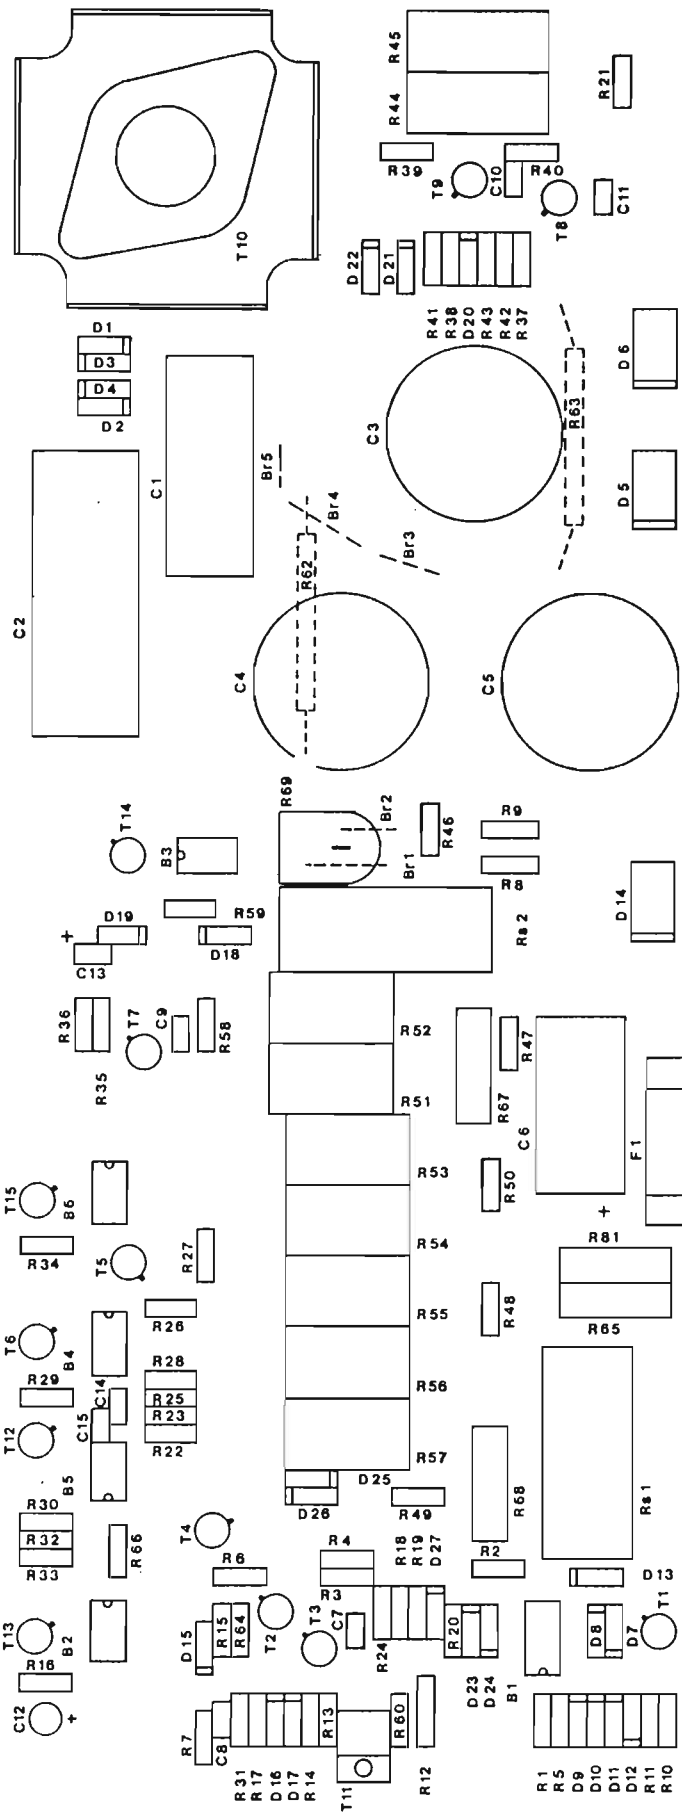 R45
R44
R21
R39
T9
C10
R40
T8
C11
T10
D22
D21
R41
R38
D20
R43
R42
R37
D1
D3
D4
D2
C1
Br5
Br4
Br3
C3
R63
D6
D5
C2
R62
C4
C5
R69
T14
B3
Br2
Br1
R46
R9
R8
+
D19
C13
R59
D18
Rs2
D14
R36
R35
T7
C9
R58
R52
R51
R67
R47
C6
F1
+
T15
B6
R34
T5
R27
R53
R54
R50
R81
R65
T6
B4
R26
R55
R48
R29
C14
C15
R28
R25
R23
R22
R56
R57
T12
B5
D25
D26
R49
R68
Rs1
R30
R32
R33
R66
T4
R6
R4
R3
R18
R19
D27
R2
D13
T13
B2
R16
C12
+
D15
R15
R64
T2
T3
C7
R24
R20
D23
D24
B1
D8
D7
T1
R7
C8
R31
R17
D16
D17
R14
R13
T11
R60
R12
R1
R5
D9
D10
D11
D12
R11
R10